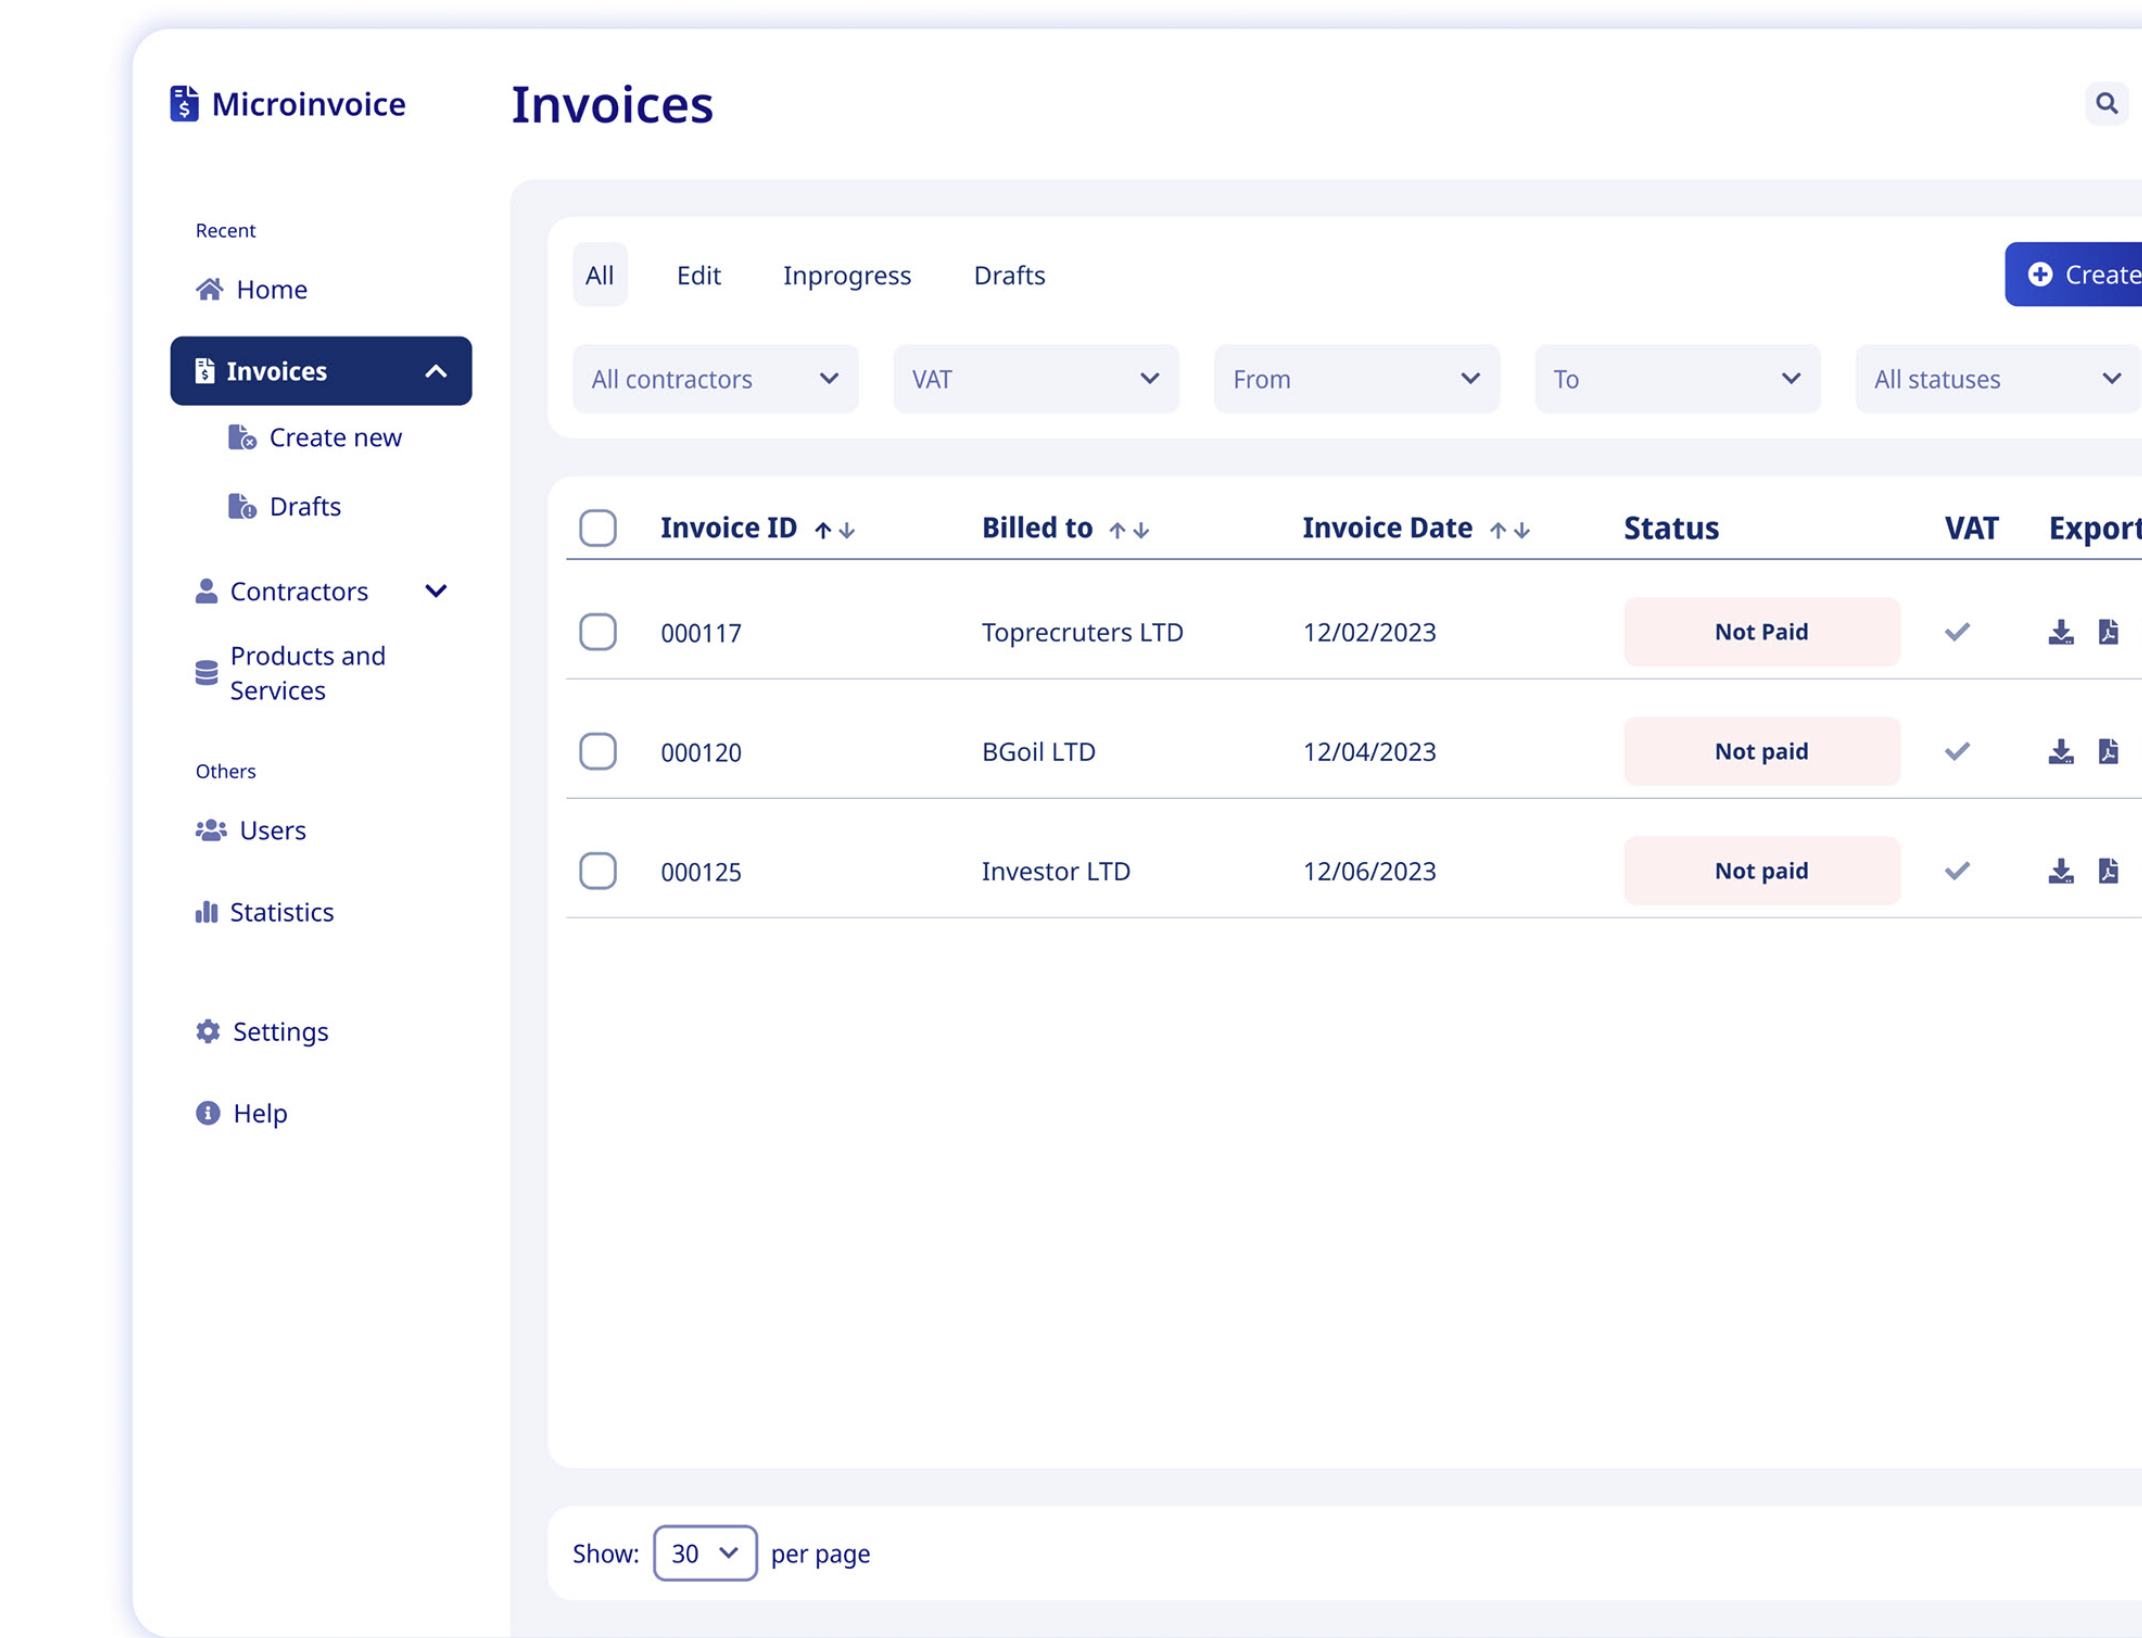 Microinvoice
Invoices
Recent
Home
Invoices
Create new
Drafts
Contractors
Products and
Services
Others
Users
Statistics
Settings
Help
All Edit Inprogress Drafts
Create
All contractors VAT From To All statuses
Invoice ID Billed to Invoice Date Status VAT Export
000117 Toprecruters LTD 12/02/2023 Not Paid
000120 BGoil LTD 12/04/2023 Not paid
000125 Investor LTD 12/06/2023 Not paid
Show: 30 per page